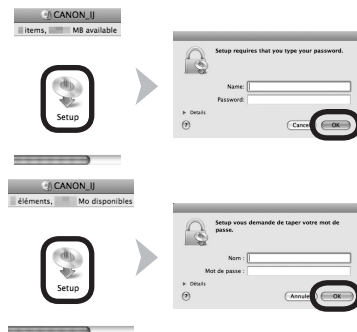 CANON_IJ
items, MB available
Setup
Setup requires that you type your password.
Name:
Password:
Details
?
Cancel
OK
CANON_IJ
éléments, Mo disponibles
Setup
Setup vous demande de taper votre mot de
passe.
Nom :
Mot de passe :
Détails
?
Annuler
OK